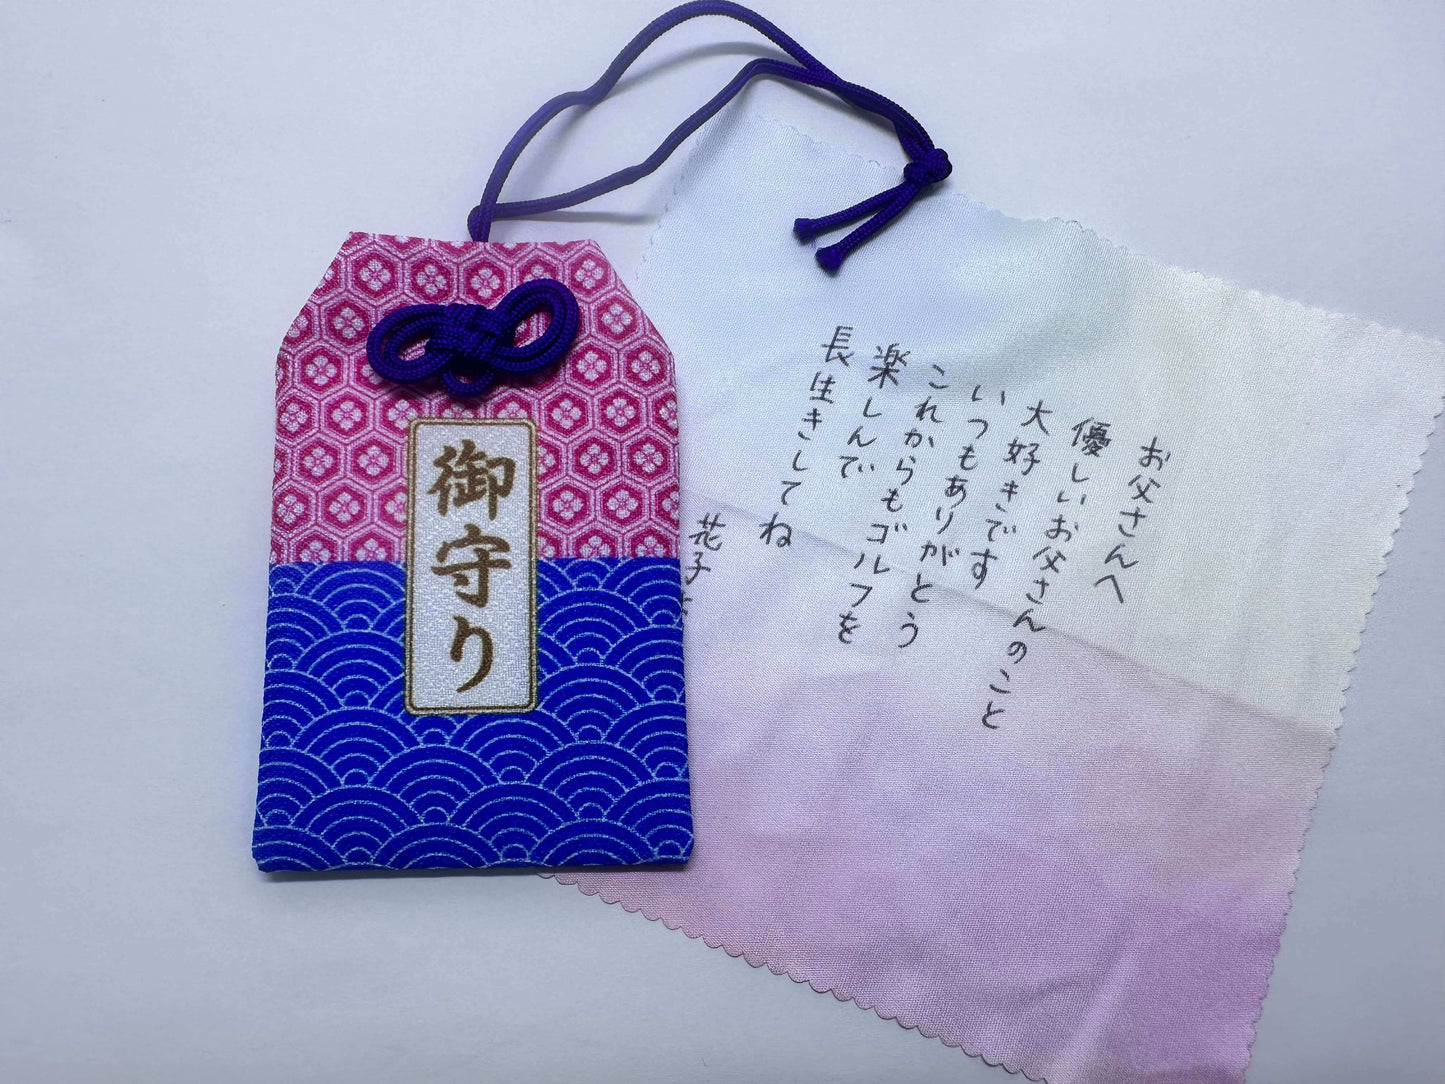 御守り
お父さんへ
優しいお父さんのこと
大好きです
いつもありがとう
これからもゴルフを
楽しんで
長生きしてね
花子